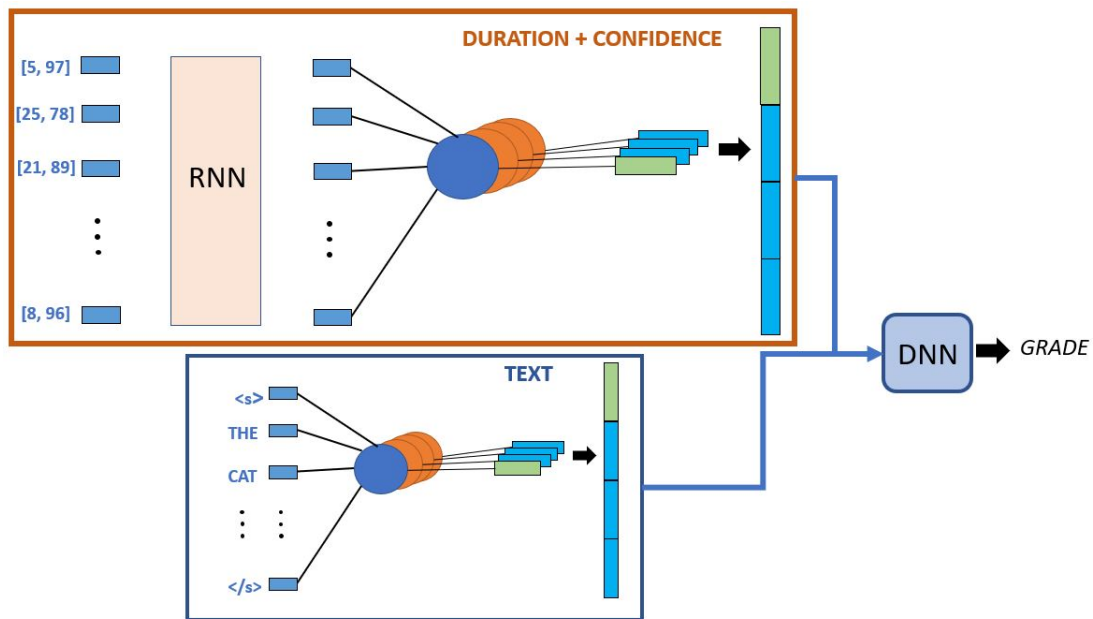 DURATION + CONFIDENCE
[5, 97]
[25, 78]
[21, 89]
[8, 96]
RNN
TEXT
<s>
THE
CAT
</s>
DNN
GRADE